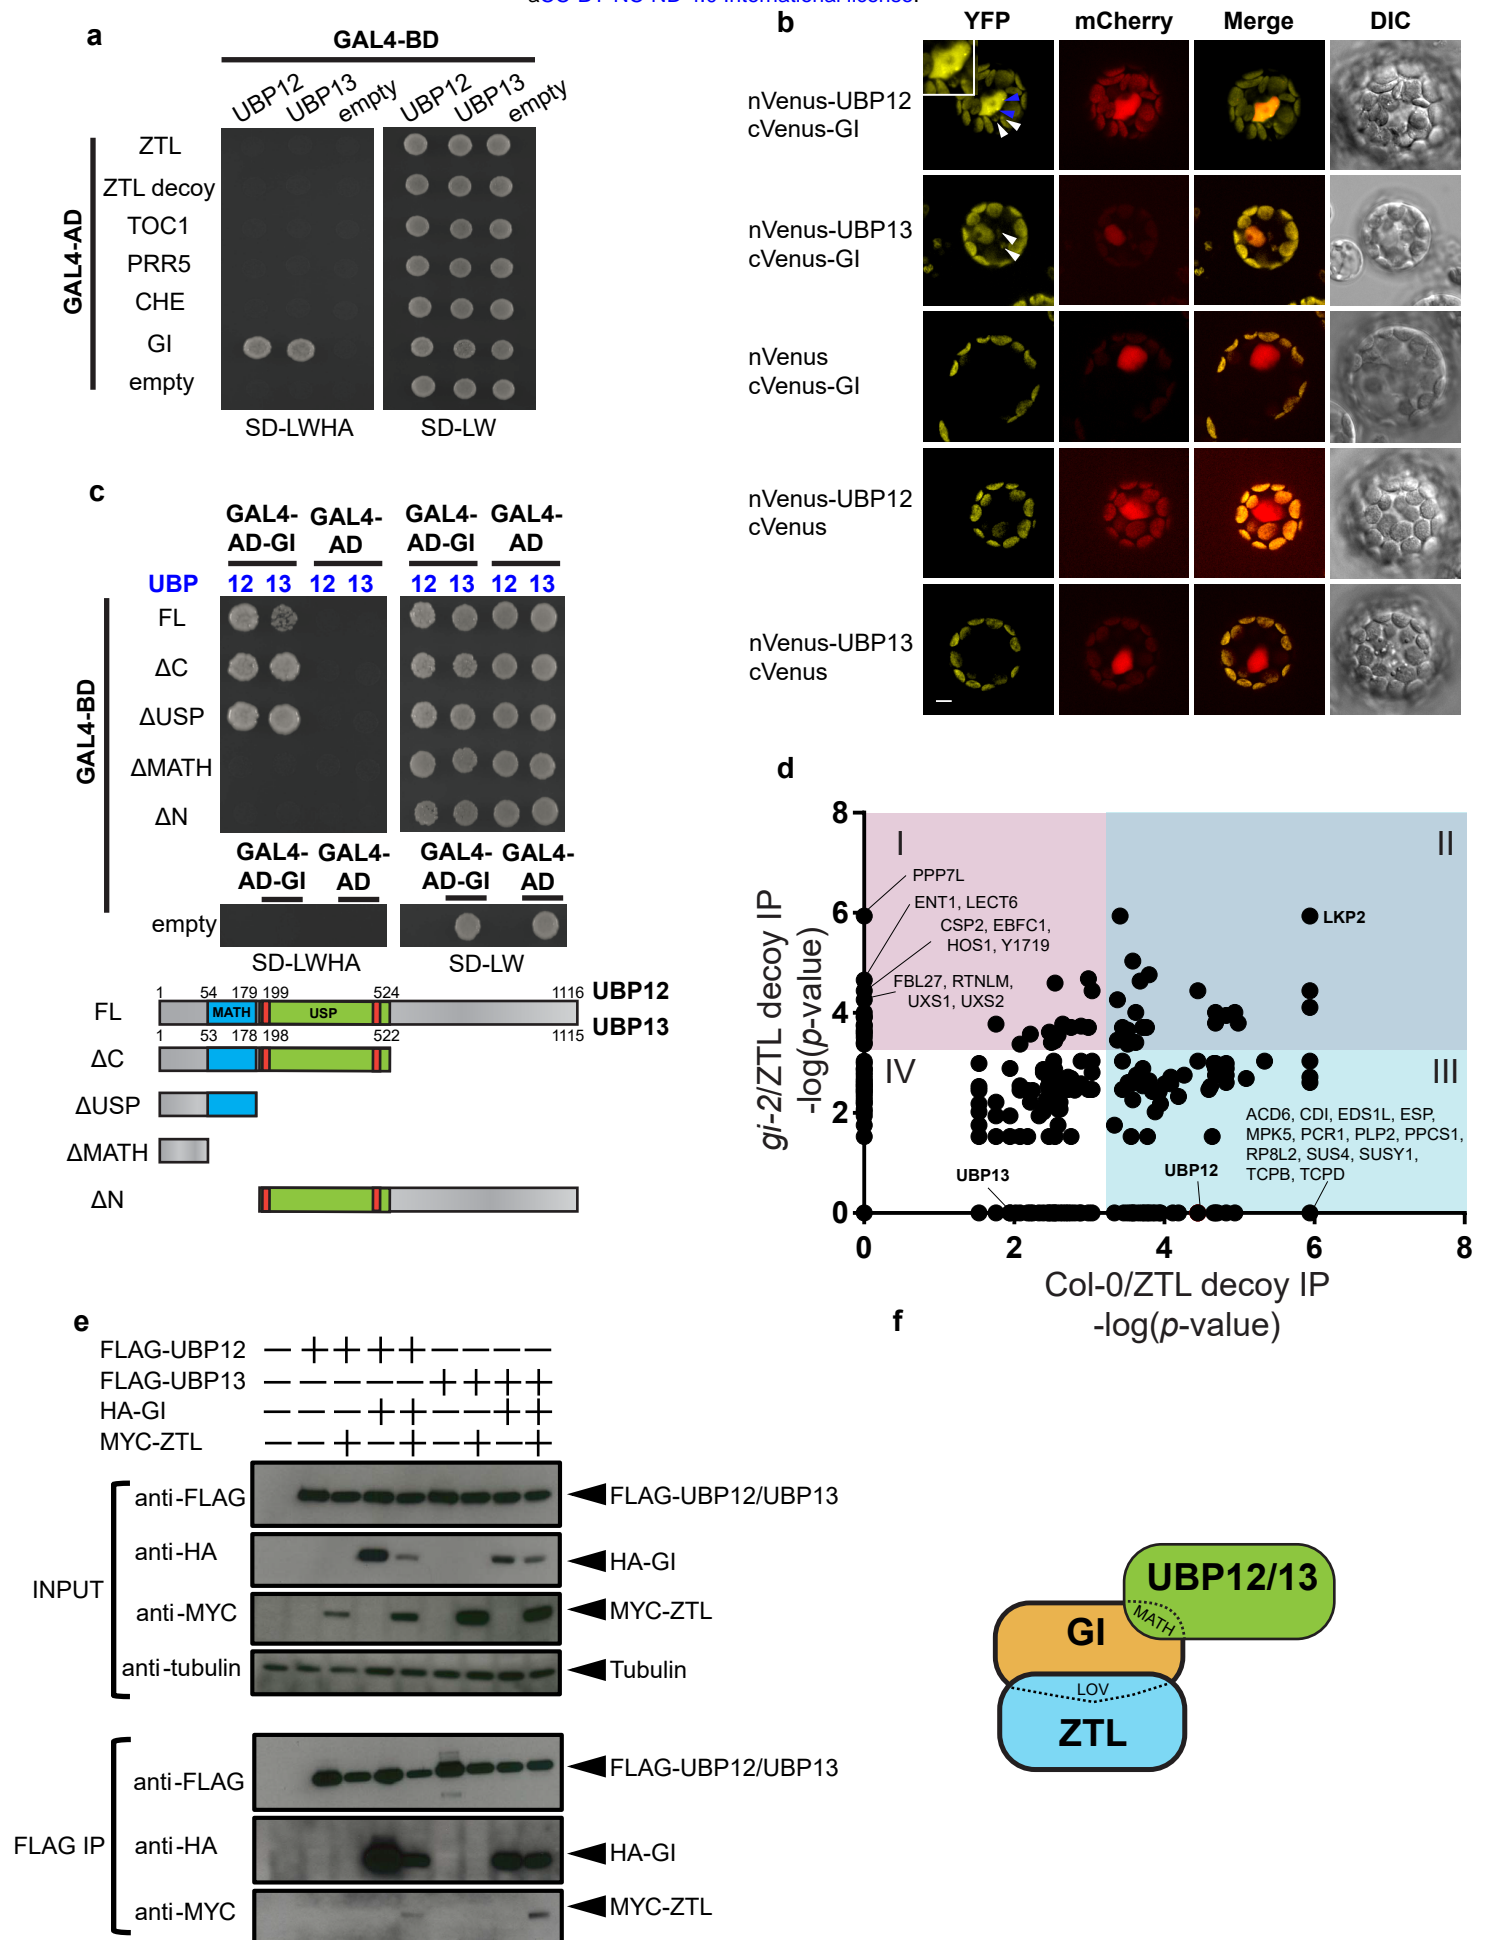 a
GAL4-BD
UBP12 UBP13 empty UBP12 UBP13 empty
GAL4-AD
ZTL
ZTL decoy
TOC1
PRR5
CHE
GI
empty
SD-LWHA SD-LW
b
YFP mCherry Merge DIC
nVenus-UBP12
cVenus-GI
nVenus-UBP13
cVenus-GI
nVenus
cVenus-GI
nVenus-UBP12
cVenus
nVenus-UBP13
cVenus
c
GAL4- GAL4- GAL4- GAL4-
AD-GI AD AD-GI AD
UBP 12 13 12 13 12 13 12 13
GAL4-BD
FL
ΔC
ΔUSP
ΔMATH
ΔN
GAL4- GAL4- GAL4- GAL4-
AD-GI AD AD-GI AD
empty
SD-LWHA SD-LW
1 54 179 199 524 1116 UBP12
FL MATH USP
1 53 178 198 522 1115 UBP13
ΔC
ΔUSP
ΔMATH
ΔN
d
gi-2/ZTL decoy IP
-log(p-value)
8
6
4
2
0
I II
IV III
PPP7L
ENT1, LECT6
CSP2, EBFC1,
HOS1, Y1719
FBL27, RTNLM,
UXS1, UXS2
LKP2
ACD6, CDI, EDS1L, ESP,
MPK5, PCR1, PLP2, PPCS1,
RP8L2, SUS4, SUSY1,
TCPB, TCPD
UBP13 UBP12
0 2 4 6 8
Col-0/ZTL decoy IP
-log(p-value)
e
FLAG-UBP12 — + + + + — — — —
FLAG-UBP13 — — — — — + + + +
HA-GI — — — + + — — + +
MYC-ZTL — — + — + — + — +
INPUT
anti-FLAG FLAG-UBP12/UBP13
anti-HA HA-GI
anti-MYC MYC-ZTL
anti-tubulin Tubulin
FLAG IP
anti-FLAG FLAG-UBP12/UBP13
anti-HA HA-GI
anti-MYC MYC-ZTL
f
UBP12/13
MATH
GI
LOV
ZTL